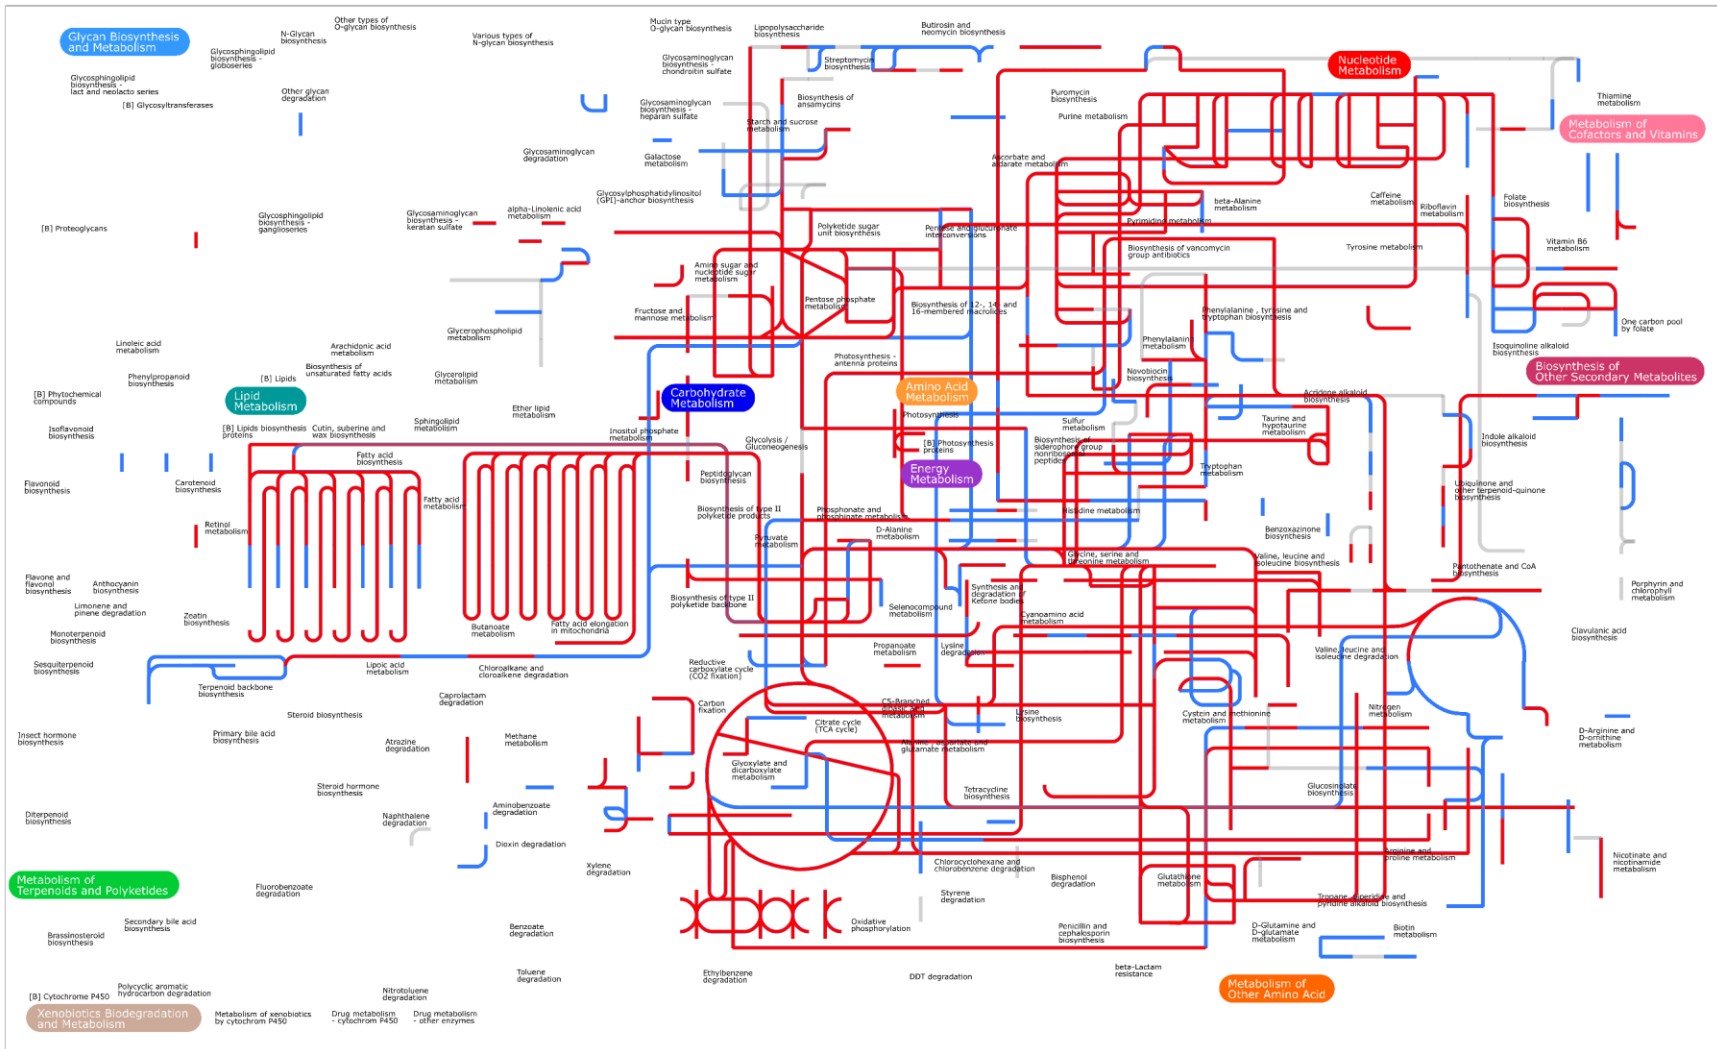 Glycan Biosynthesis
and Metabolism
Other types of
O-glycan biosynthesis
N-Glycan
biosynthesis
Various types of
N-glycan biosynthesis
Mucin type
O-glycan biosynthesis
Lipopolysaccharide
biosynthesis
Butirosin and
neomycin biosynthesis
Glycosphingolipid
biosynthesis -
globoseries
Glycosaminoglycan
biosynthesis -
chondroitin sulfate
Streptomycin
biosynthesis
Nucleotide
Metabolism
Glycosphingolipid
biosynthesis -
lact and neolacto series
[B] Glycosyltransferases
Other glycan
degradation
Glycosaminoglycan
biosynthesis -
heparan sulfate
Biosynthesis of
ansamycins
Puromycin
biosynthesis
Thiamine
metabolism
Starch and sucrose
metabolism
Purine metabolism
Metabolism of
Cofactors and Vitamins
Glycosaminoglycan
degradation
Galactose
metabolism
Ascorbate and
aldarate metabolism
Glycosylphosphatidylinositol
(GPI)-anchor biosynthesis
beta-Alanine
metabolism
Caffeine
metabolism
Riboflavin
metabolism
Folate
biosynthesis
[B] Proteoglycans
Glycosphingolipid
biosynthesis -
ganglioseries
Glycosaminoglycan
biosynthesis -
keratan sulfate
alpha-Linolenic acid
metabolism
Polyketide sugar
unit biosynthesis
Pentose and glucuronate
interconversions
Pyrimidine metabolism
Biosynthesis of vancomycin
group antibiotics
Tyrosine metabolism
Vitamin B6
metabolism
Amino sugar and
nucleotide sugar
metabolism
Pentose phosphate
metabolism
Biosynthesis of 12-, 14- and
16-membered macrolides
Fructose and
mannose metabolism
Phenylalanine , tyrosine and
tryptophan biosynthesis
One carbon pool
by folate
Glycerophospholipid
metabolism
Linoleic acid
metabolism
Arachidonic acid
metabolism
Phenylalanine
metabolism
Isoquinoline alkaloid
biosynthesis
Photosynthesis -
antenna proteins
Novobiocin
biosynthesis
Biosynthesis of
Other Secondary Metabolites
Phenylpropanoid
biosynthesis
[B] Lipids
Biosynthesis of
unsaturated fatty acids
Glycerolipid
metabolism
[B] Phytochemical
compounds
Lipid
Metabolism
Carbohydrate
Metabolism
Amino Acid
Metabolism
Acridone alkaloid
biosynthesis
Ether lipid
metabolism
Photosynthesis
Sulfur
metabolism
Taurine and
hypotaurine
metabolism
Isoflavonoid
biosynthesis
[B] Lipids biosynthesis
proteins
Cutin, suberine and
wax biosynthesis
Sphingolipid
metabolism
Inositol phosphate
metabolism
Glycolysis /
Gluconeogenesis
[B] Photosynthesis
proteins
Biosynthesis of
siderophore group
nonribosomal
peptides
Indole alkaloid
biosynthesis
Fatty acid
biosynthesis
Energy
Metabolism
Tryptophan
metabolism
Flavonoid
biosynthesis
Carotenoid
biosynthesis
Peptidoglycan
biosynthesis
Ubiquinone and
other terpenoid-quinone
biosynthesis
Fatty acid
metabolism
Biosynthesis of type II
polyketide products
Phosphonate and
phosphinate metabolism
Histidine metabolism
Retinol
metabolism
Pyruvate
metabolism
D-Alanine
metabolism
Benzoxazinone
biosynthesis
Glycine, serine and
threonine metabolism
Valine, leucine and
isoleucine biosynthesis
Pantothenate and CoA
biosynthesis
Flavone and
flavonol
biosynthesis
Anthocyanin
biosynthesis
Porphyrin and
chlorophyll
metabolism
Limonene and
pinene degradation
Biosynthesis of type II
polyketide backbone
Selenocompound
metabolism
Synthesis and
degradation of
Ketone bodies
Zeatin
biosynthesis
Cyanoamino acid
metabolism
Monoterpenoid
biosynthesis
Butanoate
metabolism
Fatty acid elongation
in mitochondria
Clavulanic acid
biosynthesis
Sesquiterpenoid
biosynthesis
Lipoic acid
metabolism
Chloroalkane and
cloroalkene degradation
Reductive
carboxylate cycle
(CO2 fixation)
Propanoate
metabolism
Lysine
degradation
Valine, leucine and
isoleucine degradation
Terpenoid backbone
biosynthesis
Caprolactam
degradation
Carbon
fixation
C5-Branched
dibasic acid
metabolism
Lysine
biosynthesis
Cystein and methionine
metabolism
Nitrogen
metabolism
Steroid biosynthesis
Citrate cycle
(TCA cycle)
Insect hormone
biosynthesis
Primary bile acid
biosynthesis
Atrazine
degradation
Methane
metabolism
Alanine , aspartate and
glutamate metabolism
D-Arginine and
D-ornithine
metabolism
Glyoxylate and
dicarboxylate
metabolism
Steroid hormone
biosynthesis
Tetracycline
biosynthesis
Glucosinolate
biosynthesis
Diterpenoid
biosynthesis
Naphthalene
degradation
Aminobenzoate
degradation
Dioxin degradation
Xylene
degradation
Chlorocyclohexane and
chlorobenzene degradation
Arginine and
proline metabolism
Nicotinate and
nicotinamide
metabolism
Metabolism of
Terpenoids and Polyketides
Fluorobenzoate
degradation
Bisphenol
degradation
Glutathione
metabolism
Styrene
degradation
Tropane, piperidine and
pyridine alkaloid biosynthesis
Secondary bile acid
biosynthesis
Brassinosteroid
biosynthesis
Benzoate
degradation
Oxidative
phosphorylation
Penicillin and
cephalosporin
biosynthesis
D-Glutamine and
D-glutamate
metabolism
Biotin
metabolism
Toluene
degradation
Ethylbenzene
degradation
DDT degradation
beta-Lactam
resistance
[B] Cytochrome P450
Polycyclic aromatic
hydrocarbon degradation
Nitrotoluene
degradation
Metabolism of
Other Amino Acid
Xenobiotics Biodegradation
and Metabolism
Metabolism of xenobiotics
by cytochrom P450
Drug metabolism
- cytochrom P450
Drug metabolism
- other enzymes